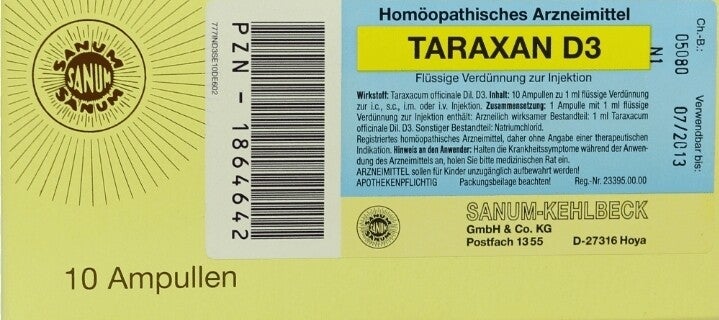 SANUM
SANUM
SANUM
777IND3SE10DE602
PZN - 1864642
Homöopathisches Arzneimittel
TARAXAN D3
N1
Flüssige Verdünnung zur Injektion
Wirkstoff: Taraxacum officinale Dil. D3. Inhalt: 10 Ampullen zu 1 ml flüssige
Verdünnung zur i.c., s.c., i.m. oder i.v. Injektion. Zusammensetzung: 1 Ampulle mit 1 ml flüssige
Verdünnung zur Injektion enthält: Arzneilich wirksamer Bestandteil: 1 ml Taraxacum
officinale Dil. D3. Sonstiger Bestandteil: Natriumchlorid.
Registriertes homöopathisches Arzneimittel, daher ohne Angabe einer therapeutischen
Indikation. Hinweis an den Anwender: Halten die Krankheitssymptome während der Anwen-
dung des Arzneimittels an, holen Sie bitte medizinischen Rat ein.
ARZNEIMITTEL sollen für Kinder unzugänglich aufbewahrt werden!
APOTHEKENPFLICHTIG Packungsbeilage beachten! Reg.-Nr. 23395.00.00
Ch.-B.:
05080
Verwendbar bis:
07/2013
SANUM
SANUM
SANUM
SANUM-KEHLBECK
GmbH & Co. KG
Postfach 1355 D-27316 Hoya
10 Ampullen